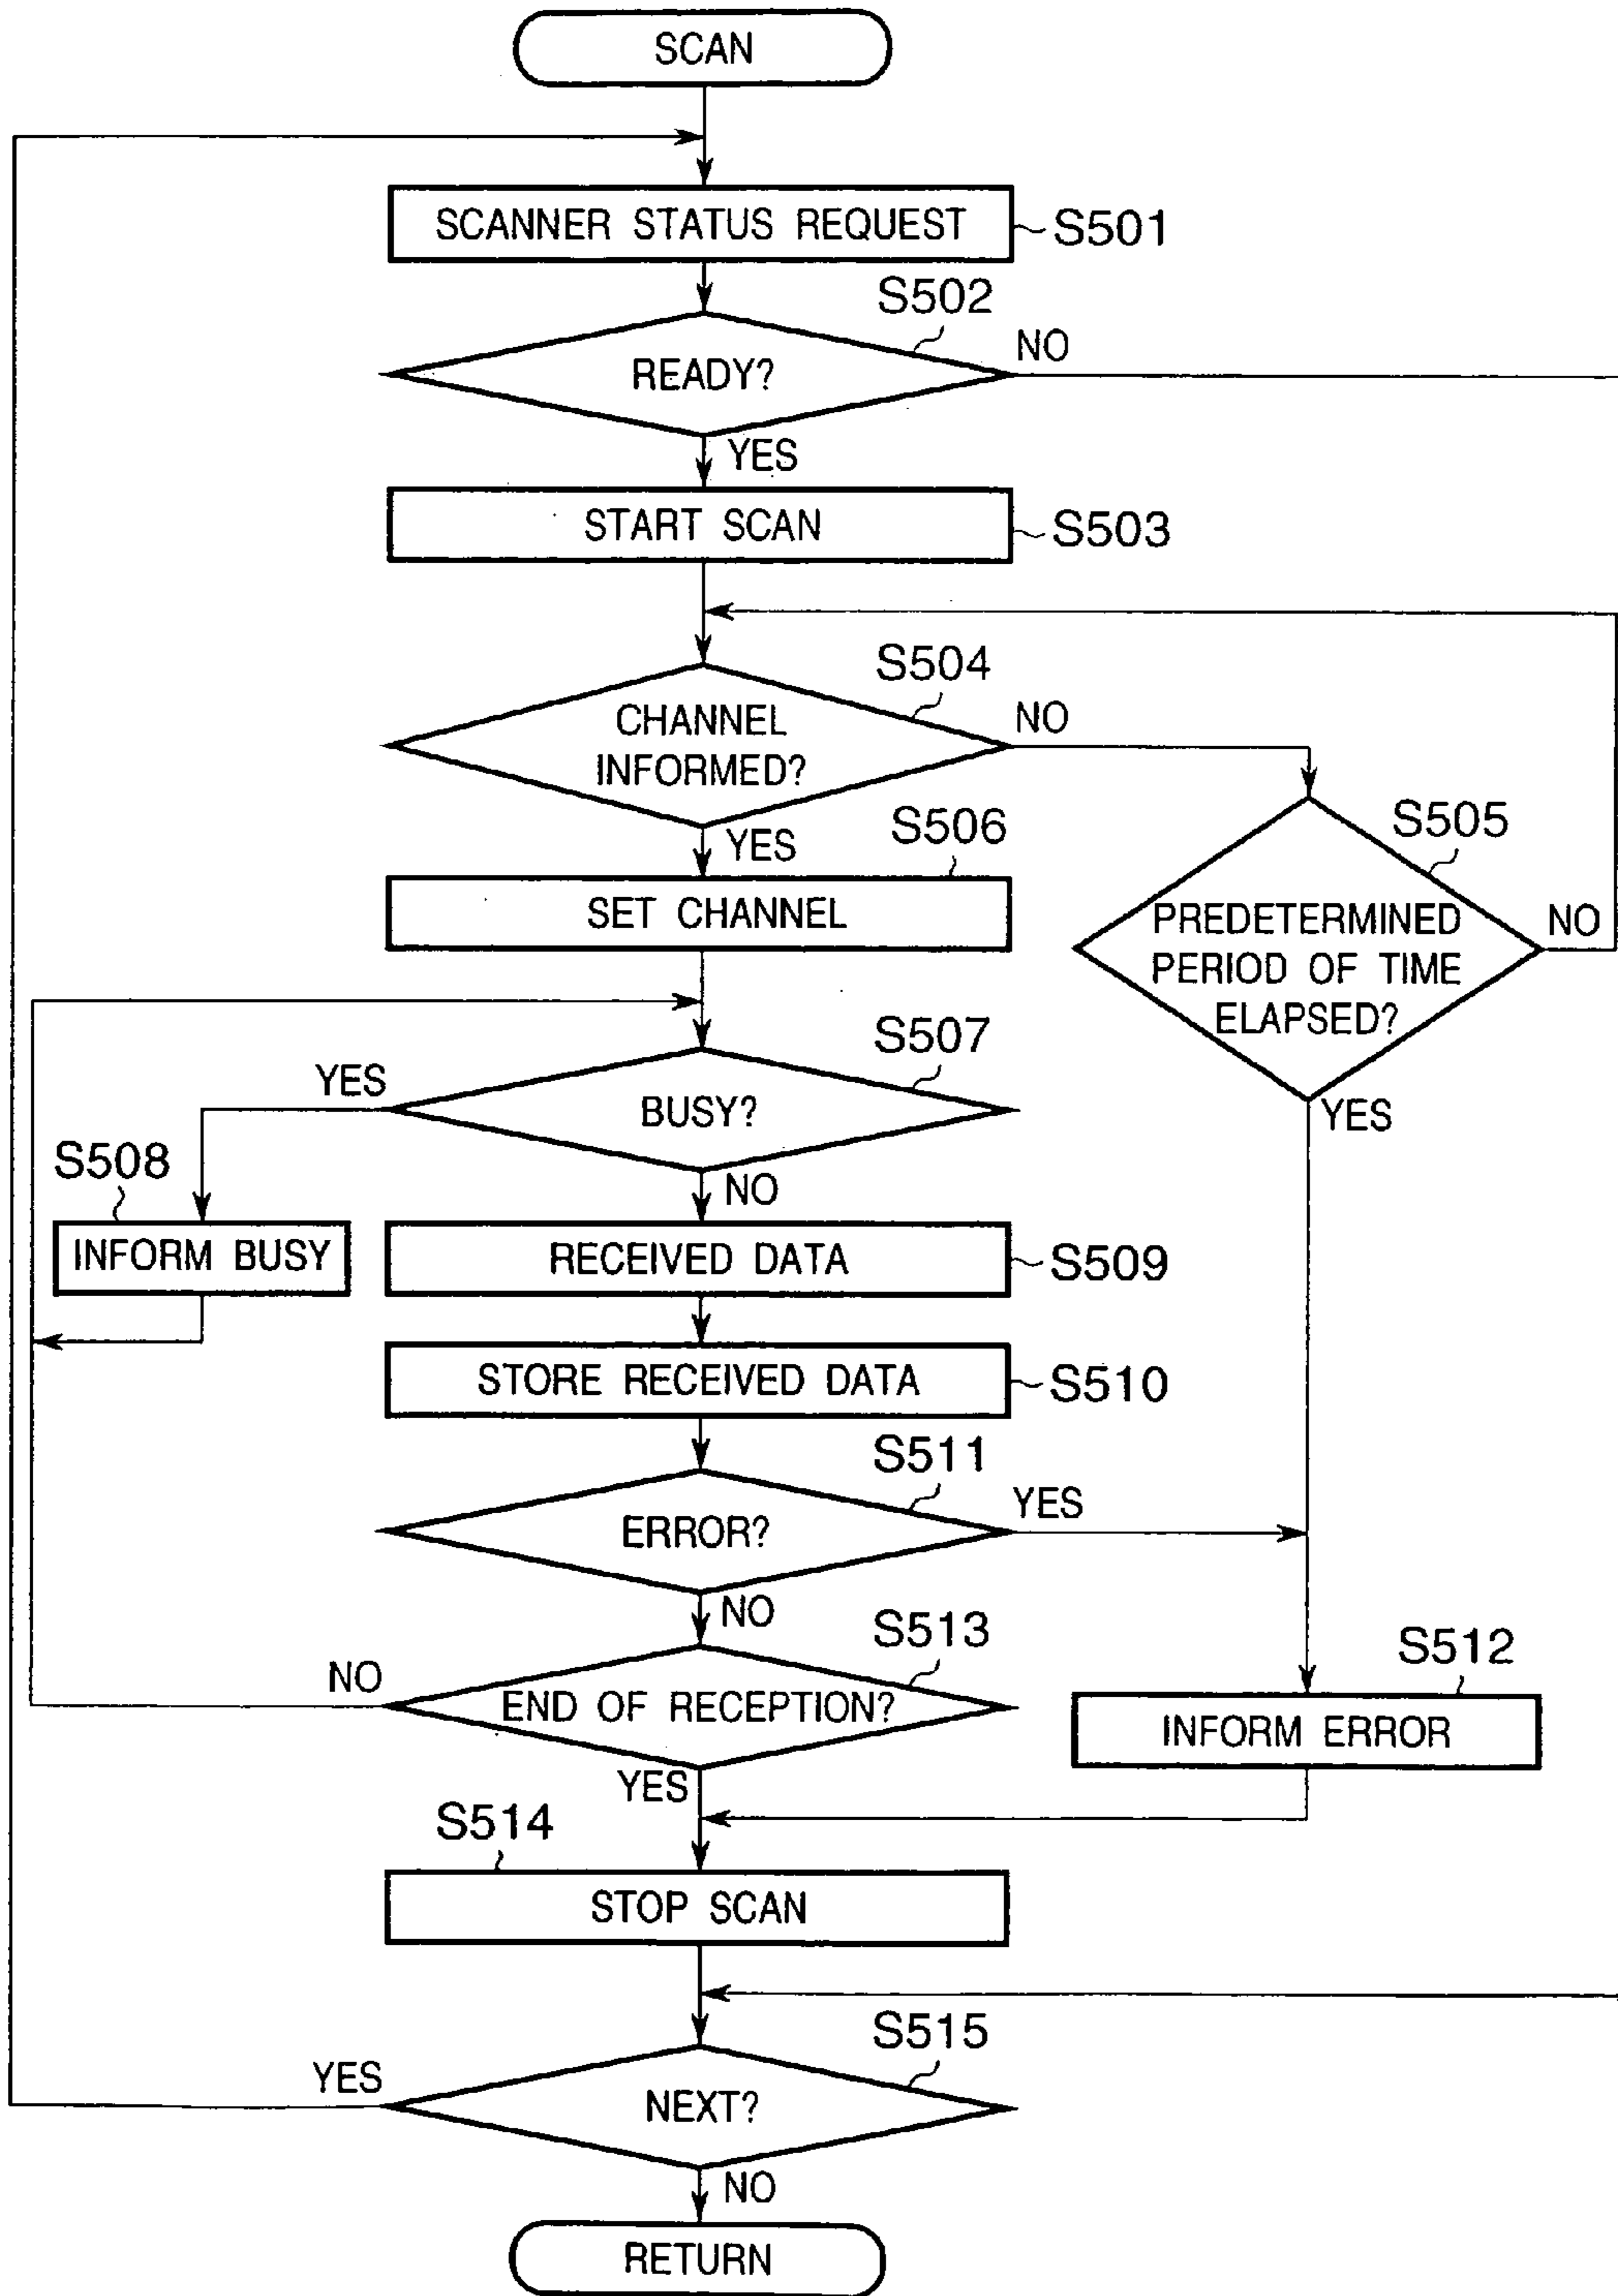 SCAN
SCANNER STATUS REQUEST
S501
S502
READY?
NO
YES
START SCAN
S503
S504
CHANNEL
INFORMED?
NO
YES
S505
PREDETERMINED
PERIOD OF TIME
ELAPSED?
NO
YES
S506
SET CHANNEL
S507
BUSY?
YES
NO
S508
INFORM BUSY
RECEIVED DATA
S509
STORE RECEIVED DATA
S510
S511
ERROR?
YES
NO
S513
END OF RECEPTION?
NO
YES
S512
INFORM ERROR
S514
STOP SCAN
S515
NEXT?
YES
NO
RETURN